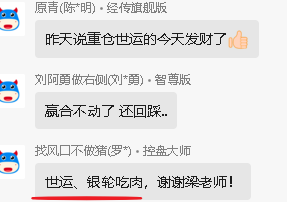 原青(陈*明)·经传旗舰版
昨天说重仓世运的今天发财了👍
刘阿勇做右侧(刘*勇)·智尊版
赢合不动了 还回踩..
找风口不做猪(罗*)·控盘大师
世运、银轮吃肉，谢谢梁老师！